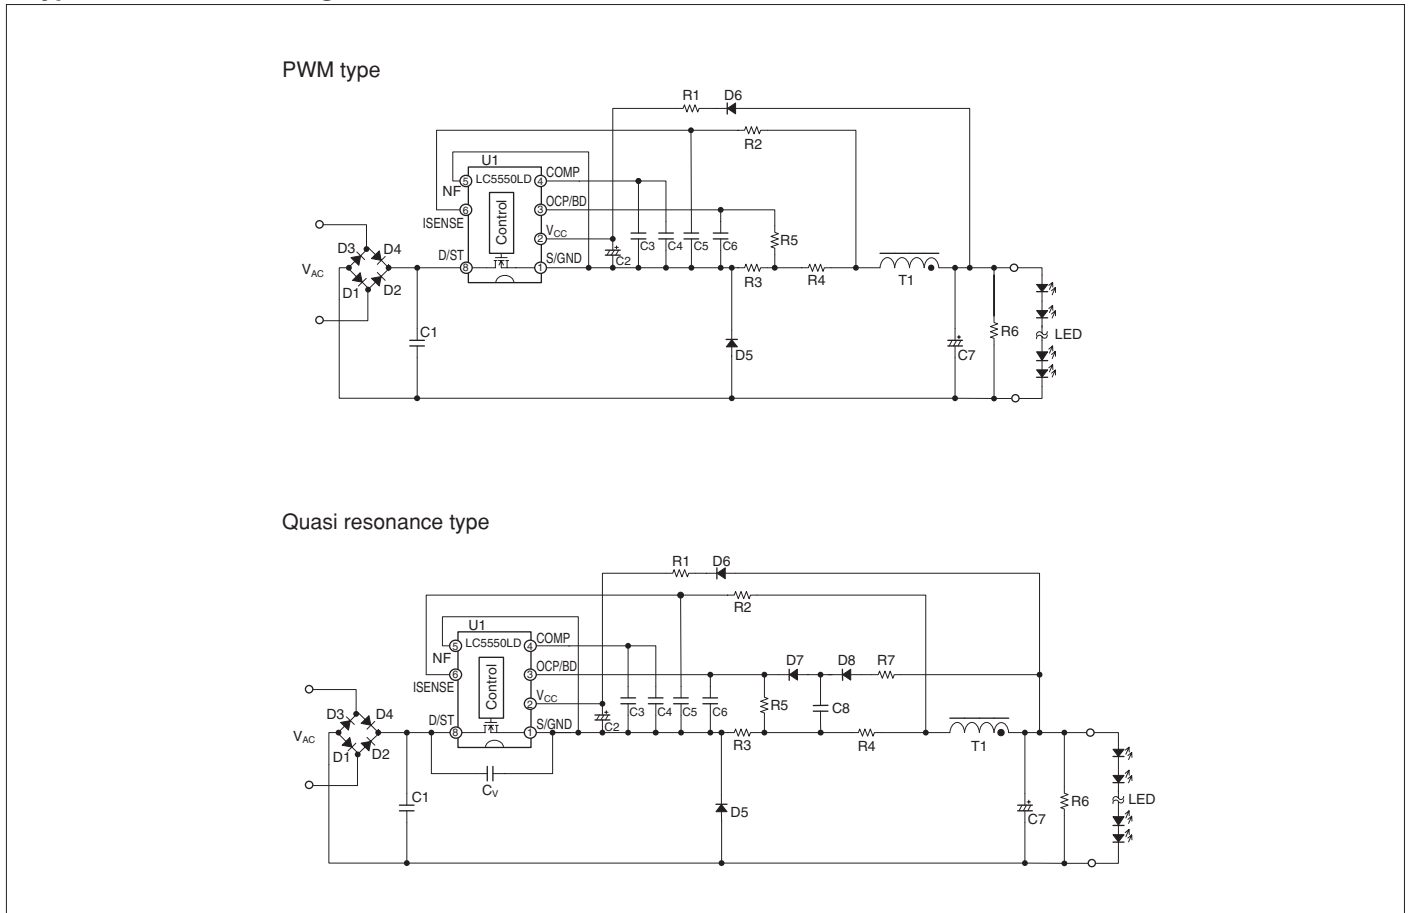 PWM type
R1 D6
R2
U1
LC5550LD
NF
ISENSE
D/ST
Control
COMP
OCP/BD
VCC
S/GND
5
6
8
4
3
2
1
C2
C3
C4
C5
C6
R5
R3
R4
T1
VAC
D3
D4
D1
D2
C1
D5
C7
R6
LED
Quasi resonance type
R1 D6
R2
U1
LC5550LD
NF
ISENSE
D/ST
Control
COMP
OCP/BD
VCC
S/GND
5
6
8
4
3
2
1
C2
C3
C4
C5
C6
D7
D8
R7
R5
C8
R3
R4
T1
VAC
D3
D4
D1
D2
C1
CV
D5
C7
R6
LED